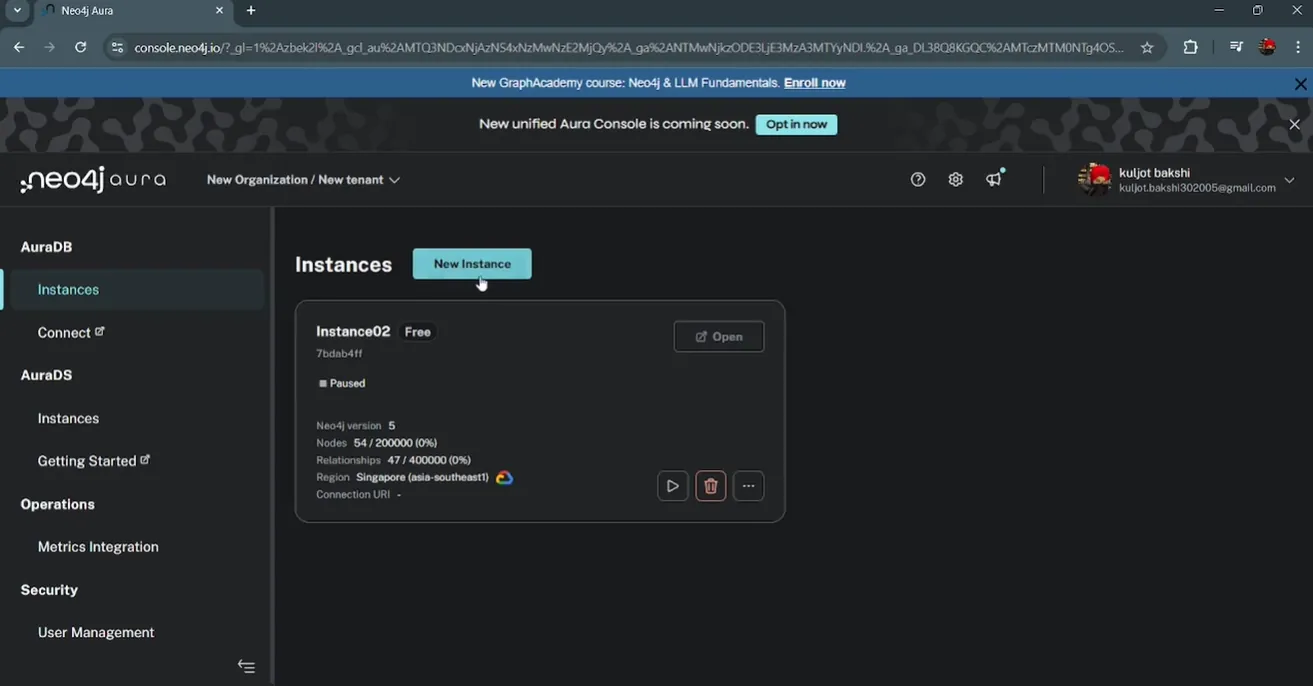 Neo4j Aura
console.neo4j.io/?_gl=1%2Azbek2l%2A_gcl_au%2AMTQ3NDcxNjAzNS4xNzMwNzE2MjQy%2A_ga%2ANTMwNjkzODE3LjE3MzA3MTYyNDI.%2A_ga_DL38Q8KGQC%2AMTczMTM0NTg4OS...
New GraphAcademy course: Neo4j & LLM Fundamentals. Enroll now
New unified Aura Console is coming soon. Opt in now
neo4j aura
New Organization / New tenant
kuljot bakshi
kuljot.bakshi302005@gmail.com
AuraDB
Instances
Connect
AuraDS
Instances
Getting Started
Operations
Metrics Integration
Security
User Management
Instances
New Instance
Instance02 Free
Open
7bdab4ff
Paused
Neo4j version 5
Nodes 54 / 200000 (0%)
Relationships 47 / 400000 (0%)
Region Singapore (asia-southeast1)
Connection URI -